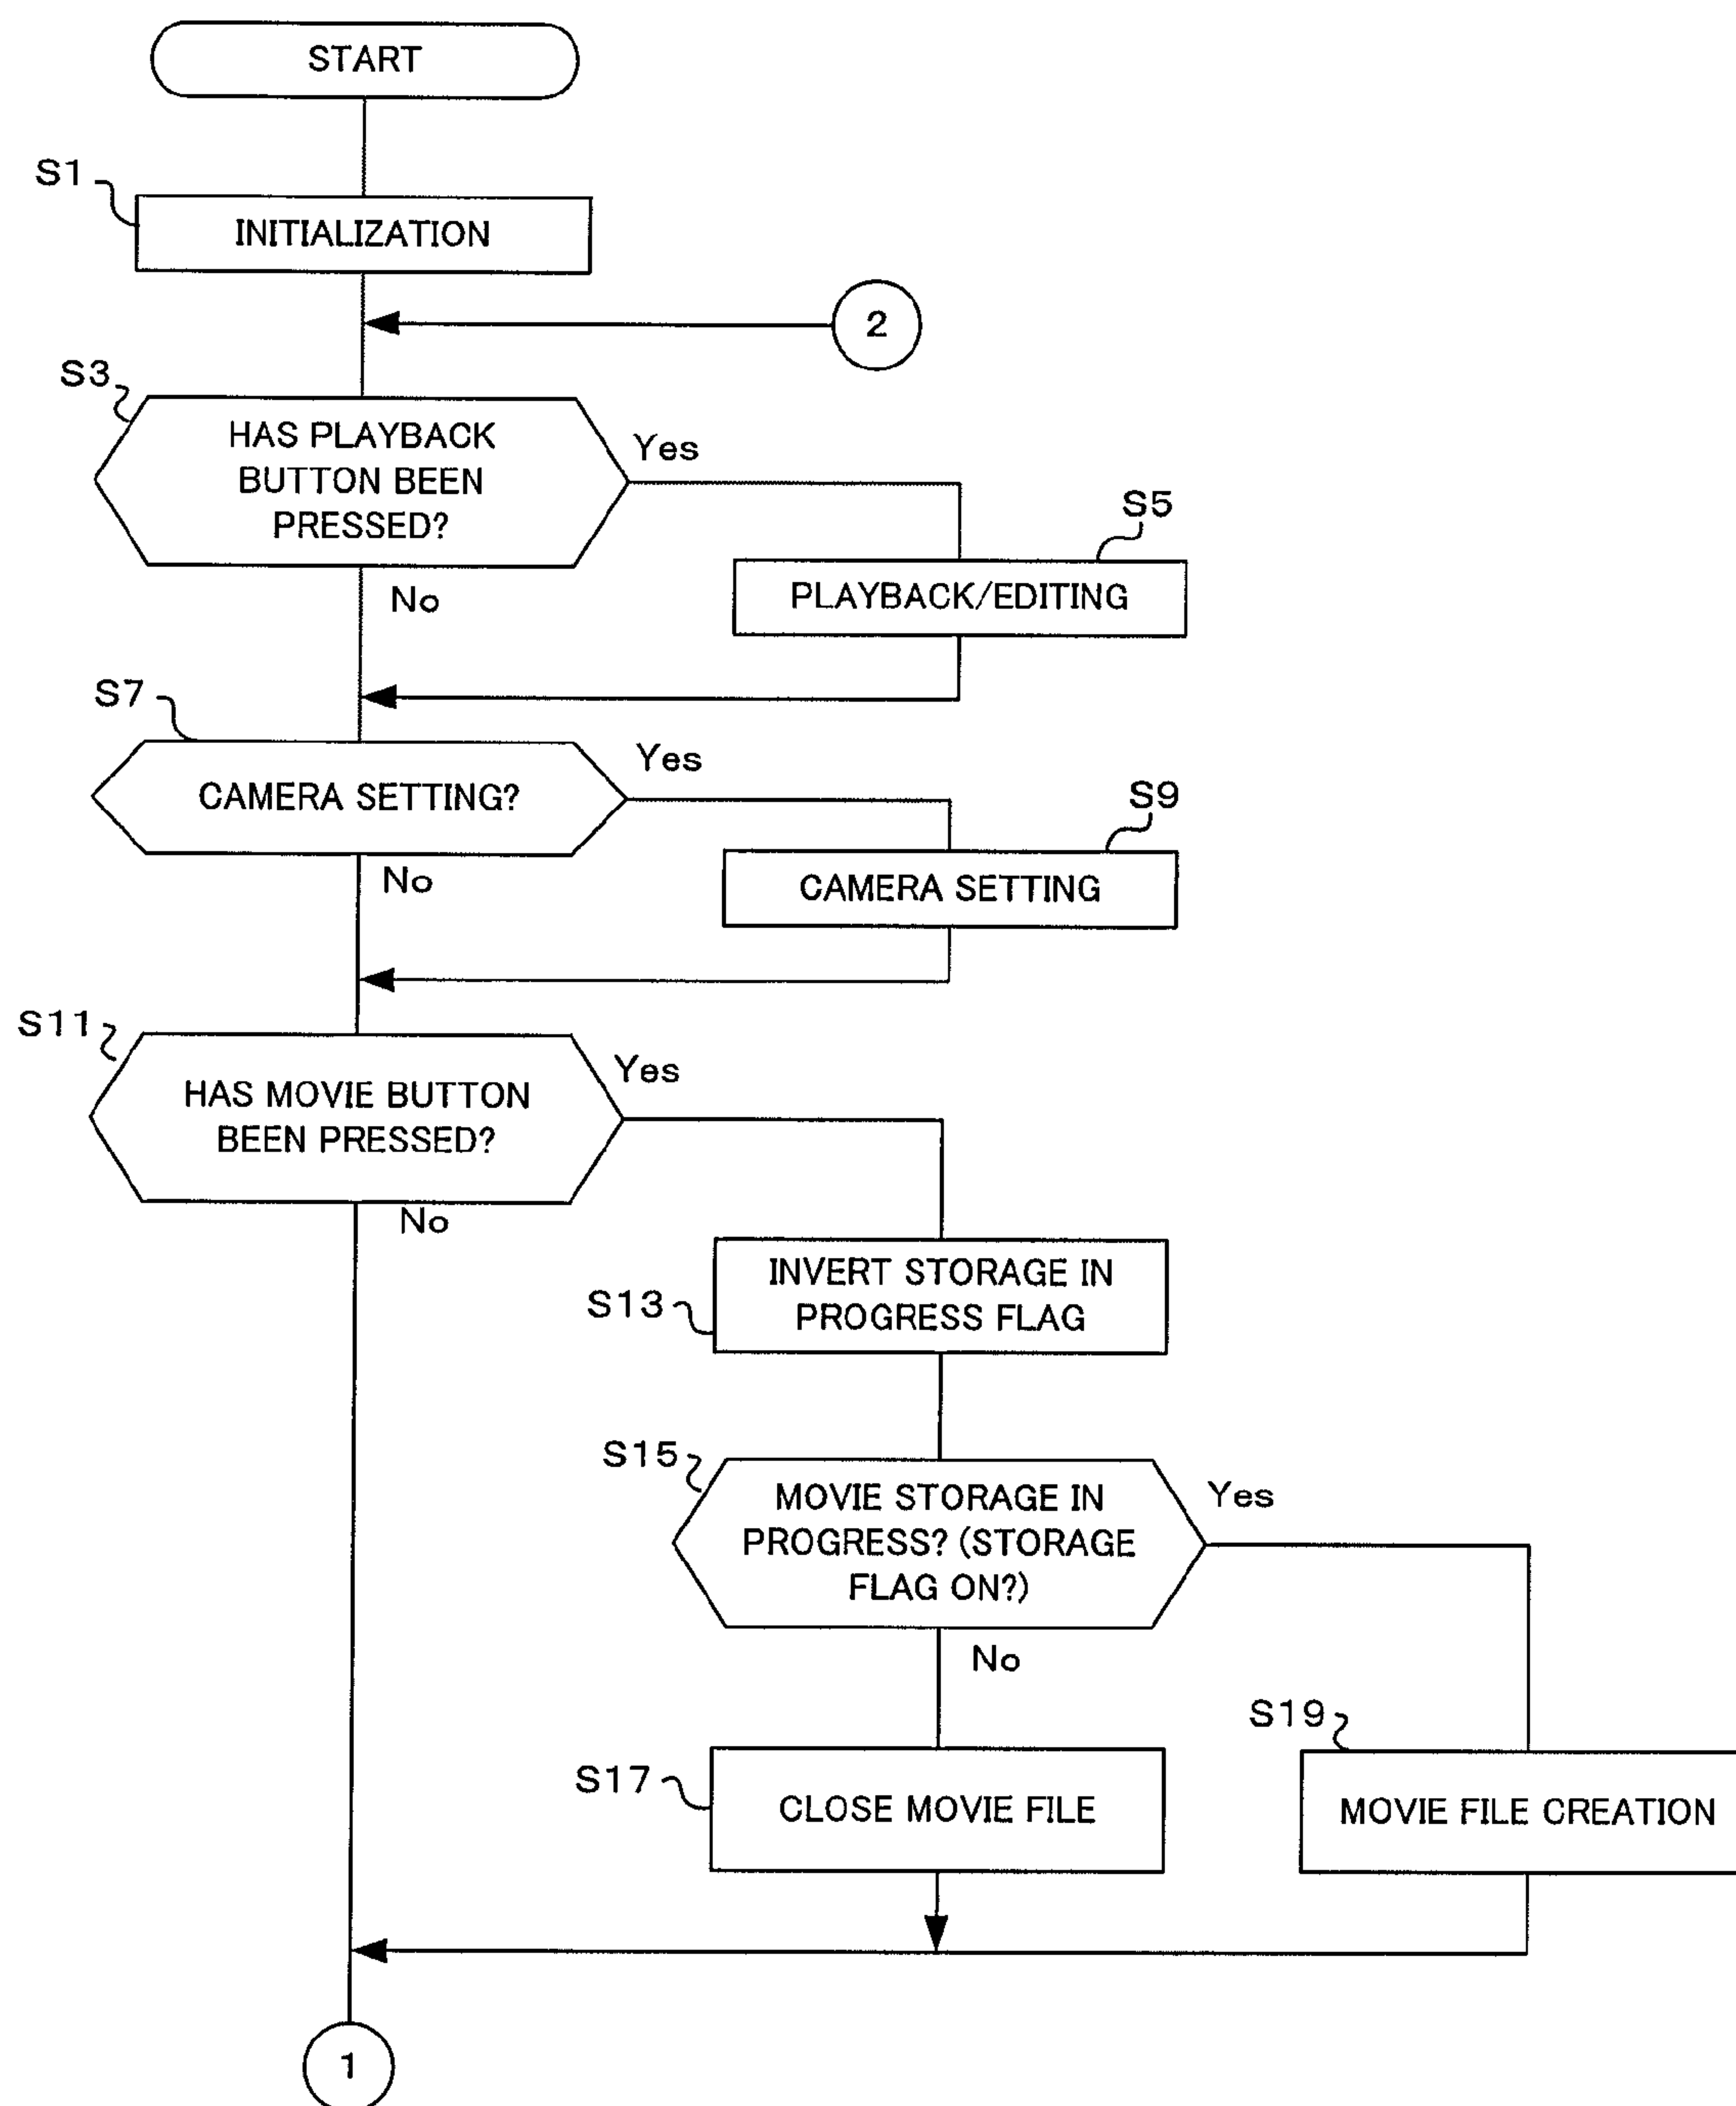 START
S1
INITIALIZATION
2
S3
HAS PLAYBACK
BUTTON BEEN
PRESSED?
Yes
No
S5
PLAYBACK/EDITING
S7
CAMERA SETTING?
Yes
No
S9
CAMERA SETTING
S11
HAS MOVIE BUTTON
BEEN PRESSED?
Yes
No
S13
INVERT STORAGE IN
PROGRESS FLAG
S15
MOVIE STORAGE IN
PROGRESS? (STORAGE
FLAG ON?)
Yes
No
S17
CLOSE MOVIE FILE
S19
MOVIE FILE CREATION
1